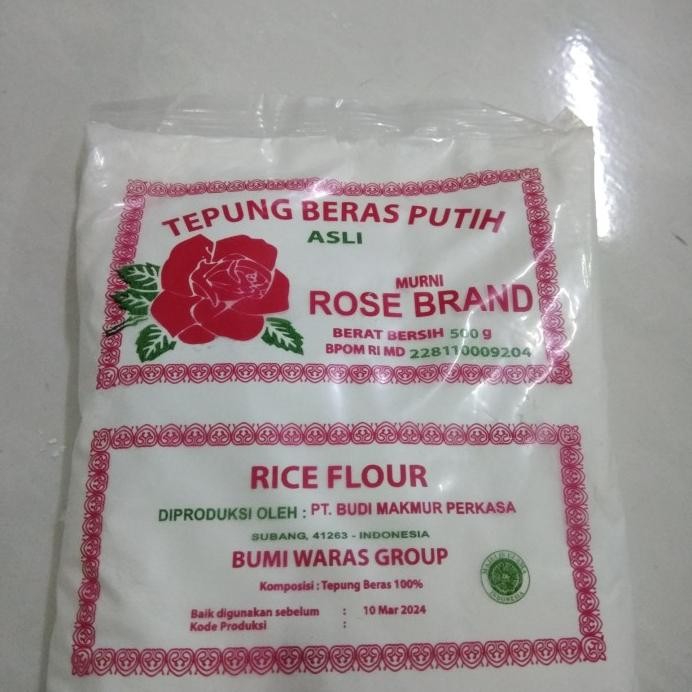 TEPUNG BERAS PUTIH
ASLI
MURNI
ROSE BRAND
BERAT BERSIH 500 g
BPOM RI MD 228110009204
RICE FLOUR
DIPRODUKSI OLEH : PT. BUDI MAKMUR PERKASA
SUBANG, 41263 - INDONESIA
BUMI WARAS GROUP
Komposisi : Tepung Beras 100%
Baik digunakan sebelum : 10 Mar 2024
Kode Produksi :
INDONESIA